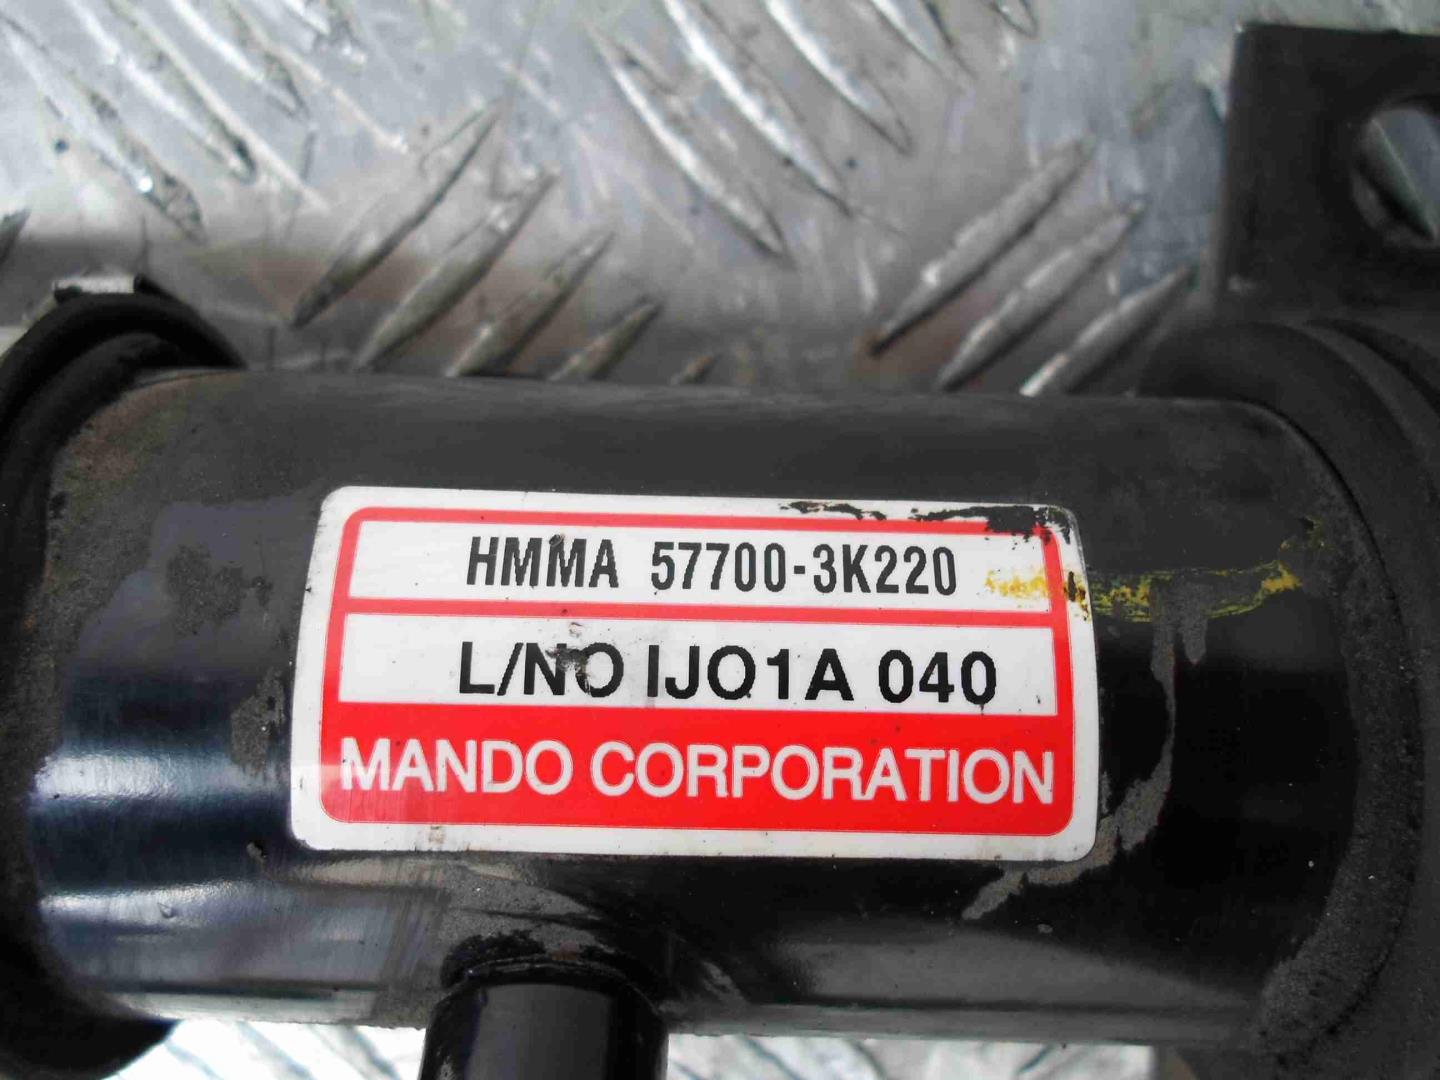 HMMA 57700-3K220
L/NO IJO1A 040
MANDO CORPORATION